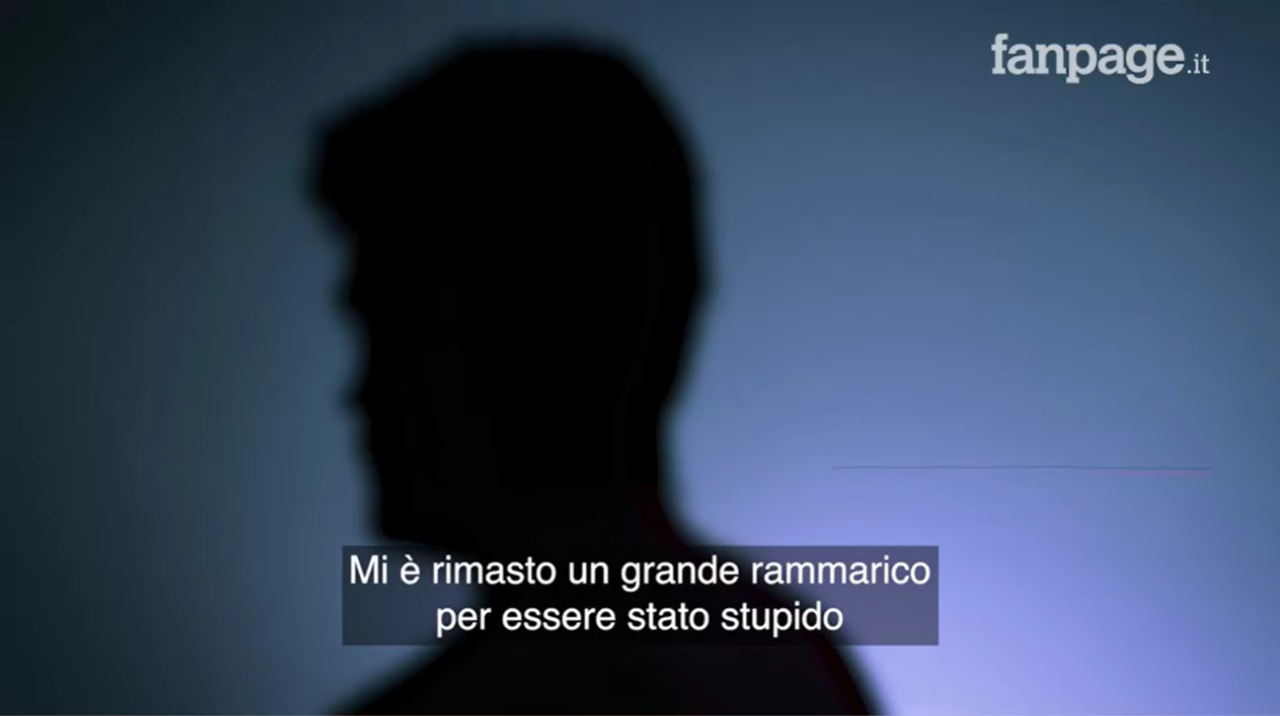 fanpage.it
Mi è rimasto un grande rammarico
per essere stato stupido